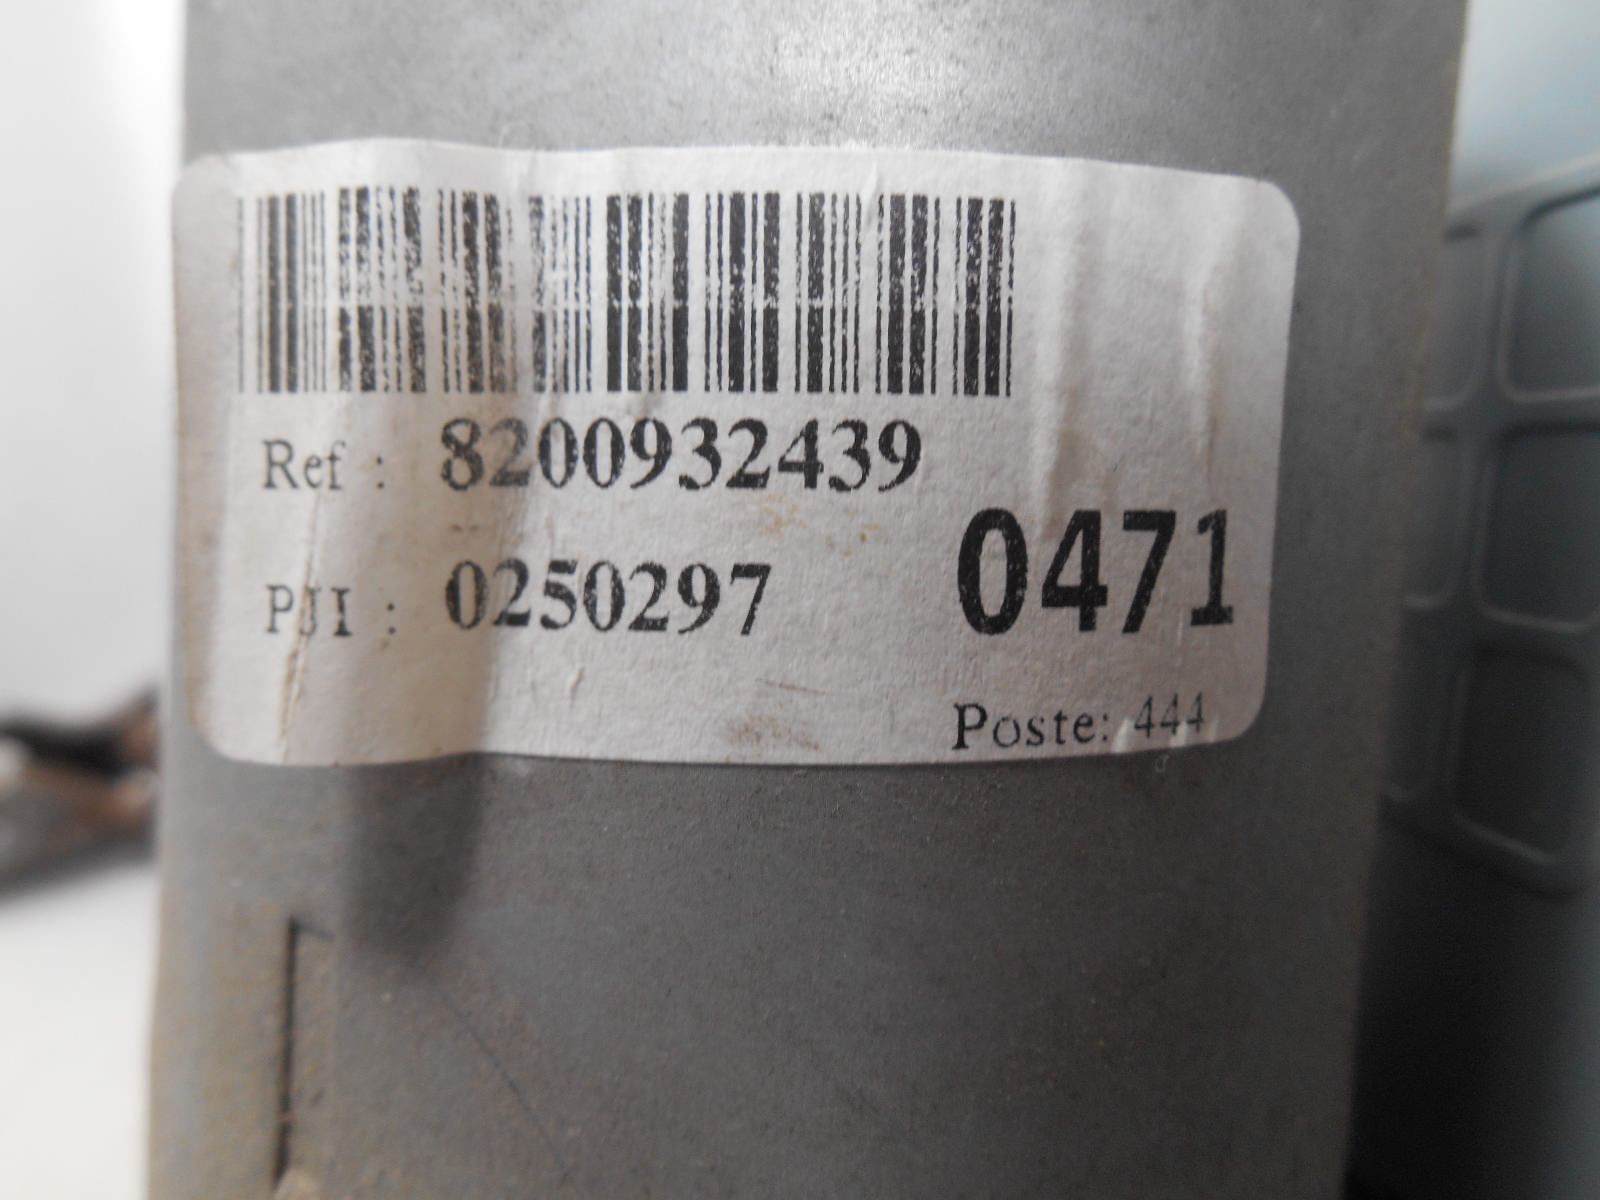 Ref : 8200932439
PJI : 0250297
0471
Poste: 444